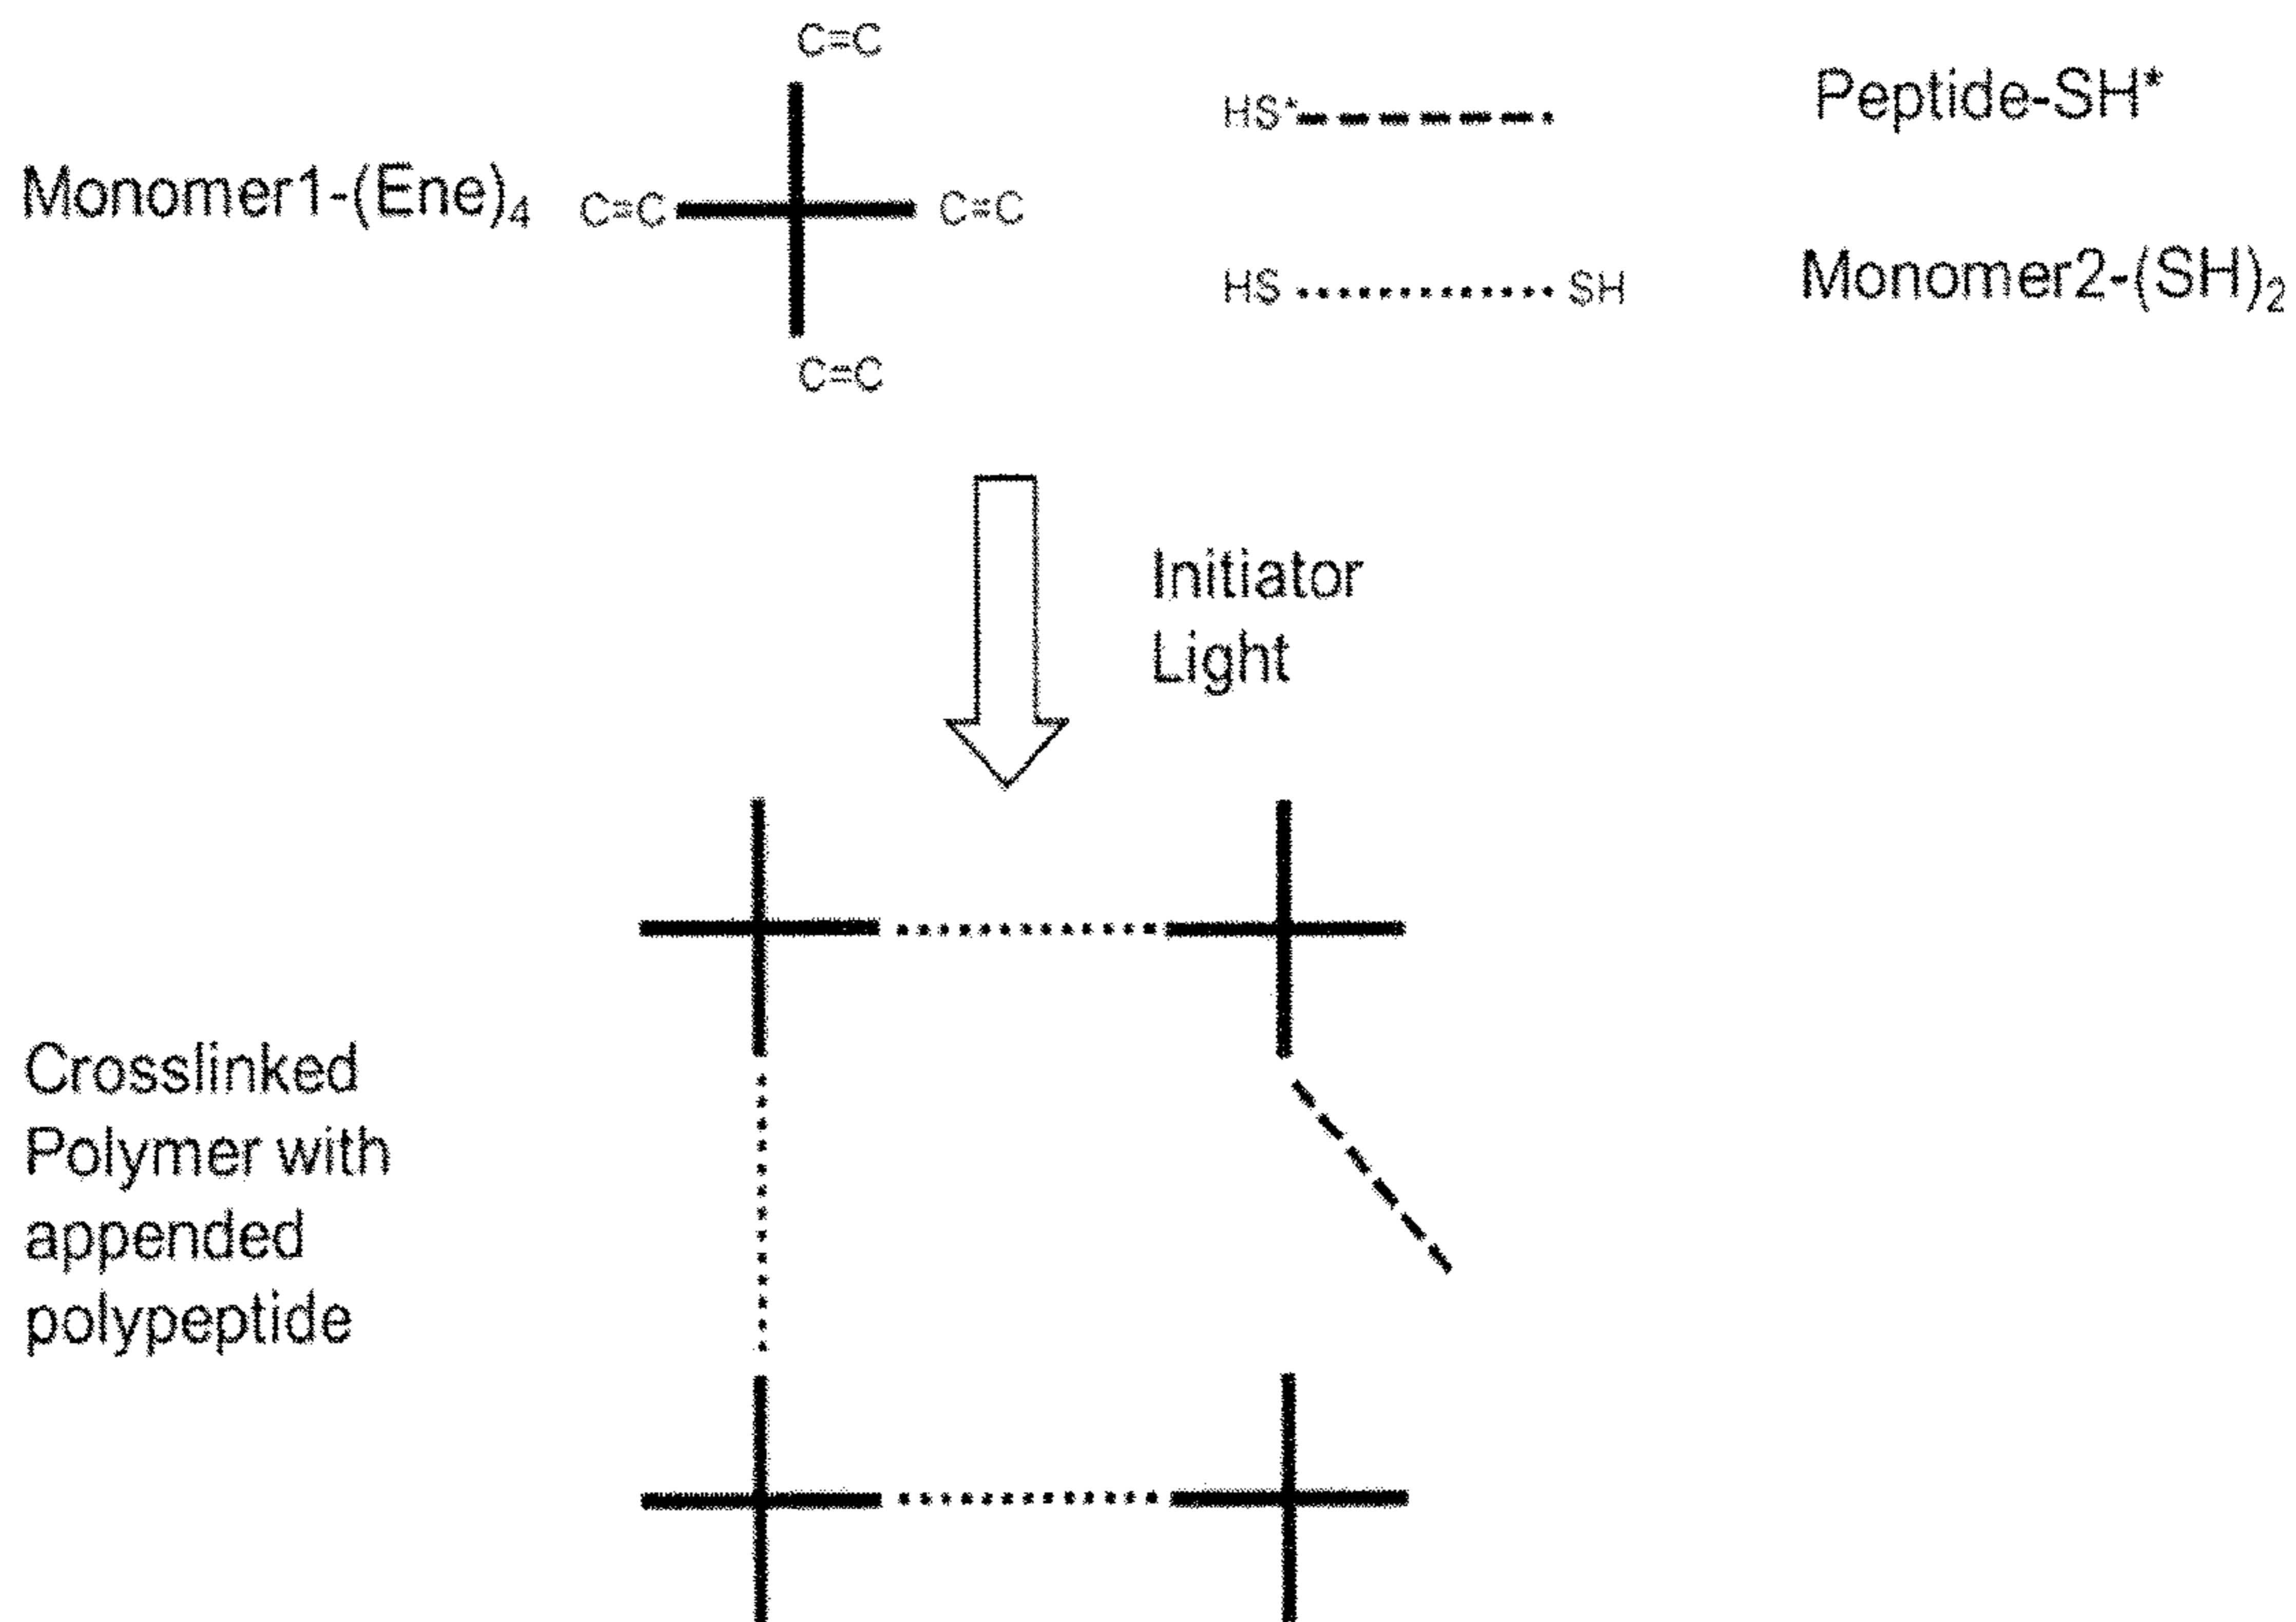 C=C
Monomer1-(Ene)₄ C=C C=C
C=C
HS* Peptide-SH*
HS SH Monomer2-(SH)₂
Initiator
Light
Crosslinked
Polymer with
appended
polypeptide